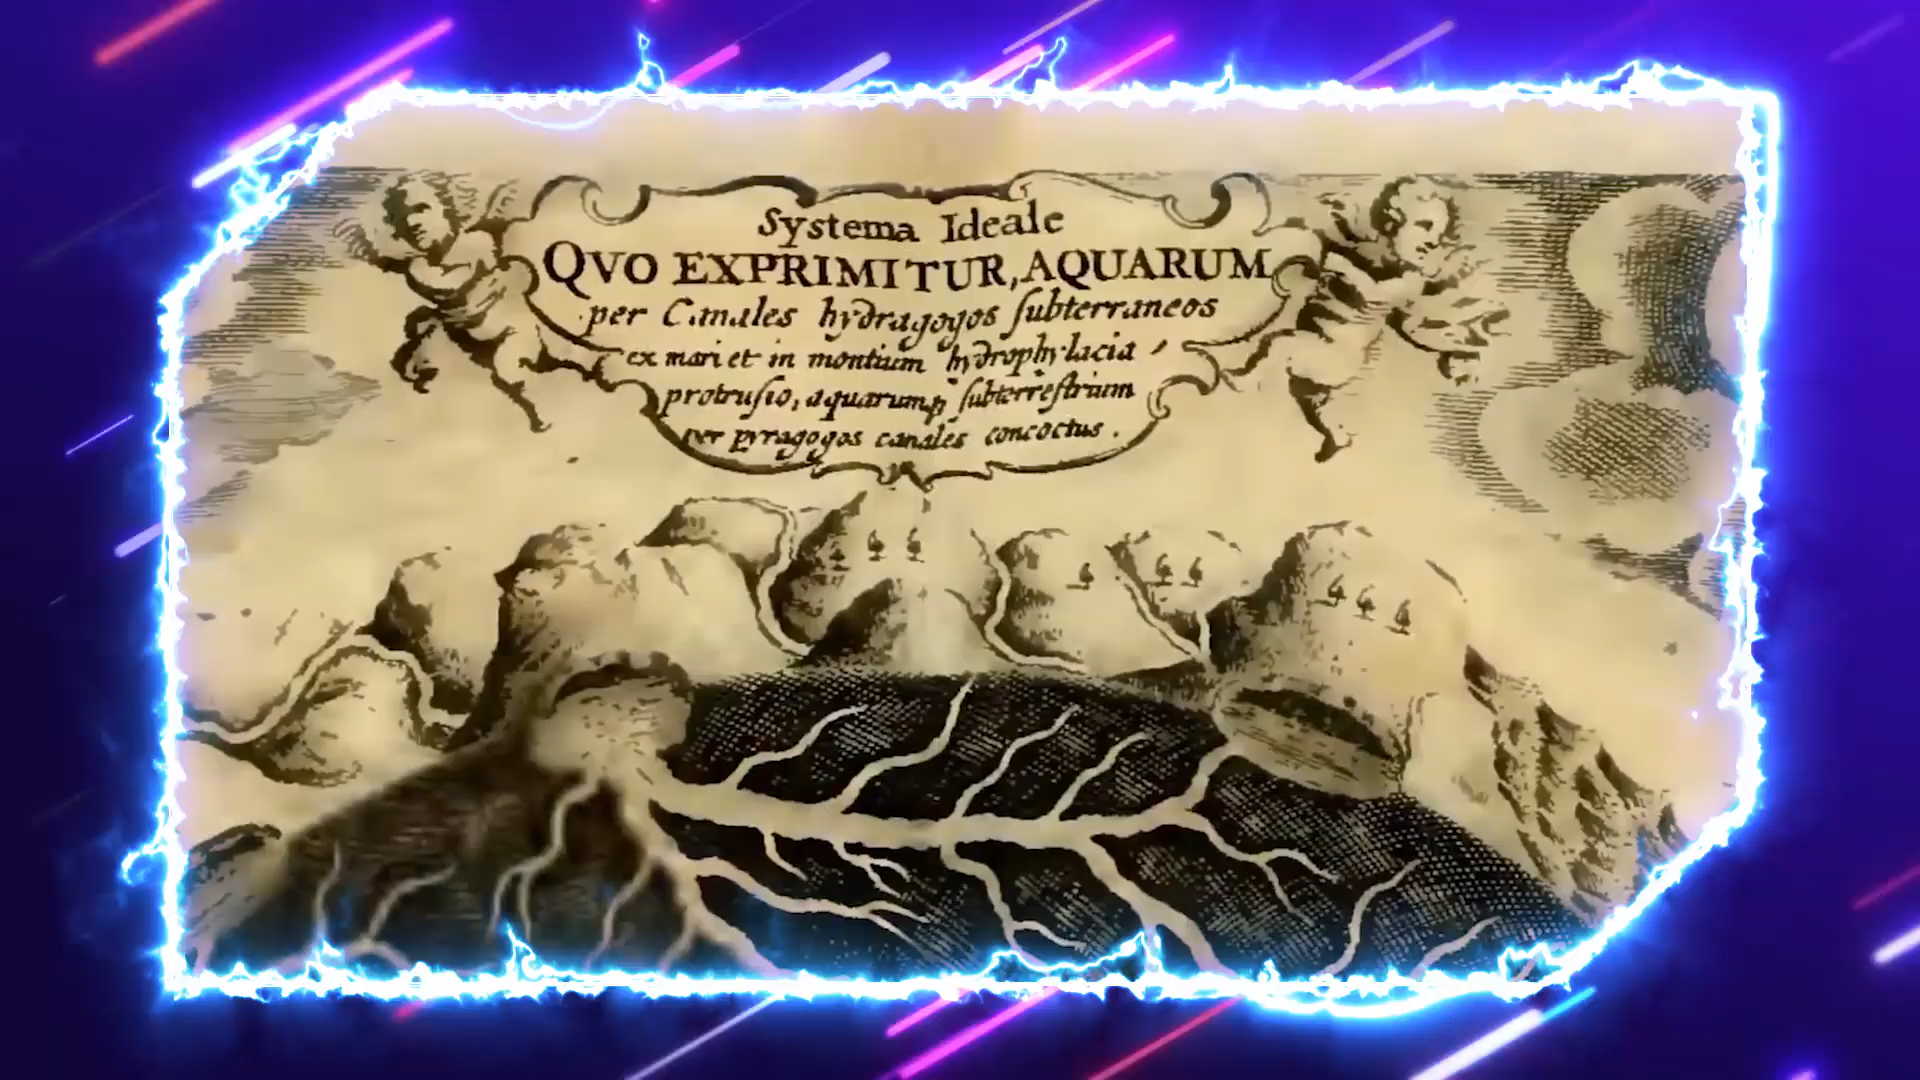 Systema Ideale
QVO EXPRIMITUR, AQUARUM
per Canales hydragogos ſubterraneos
ex mari et in montium hydrophylacia
protruſio, aquarumq́ ſubterreſtrium
per pyragogos canales concoctus.